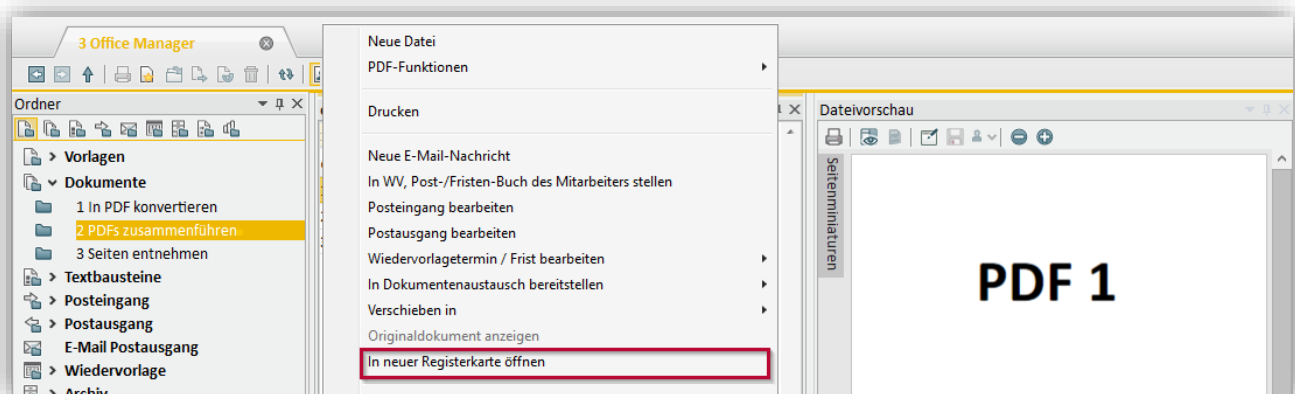 3 Office Manager
Ordner
Vorlagen
Dokumente
1 In PDF konvertieren
2 PDFs zusammenführen
3 Seiten entnehmen
Textbausteine
Posteingang
Postausgang
E-Mail Postausgang
Wiedervorlage
Archiv
Neue Datei
PDF-Funktionen
Drucken
Neue E-Mail-Nachricht
In WV, Post-/Fristen-Buch des Mitarbeiters stellen
Posteingang bearbeiten
Postausgang bearbeiten
Wiedervorlagetermin / Frist bearbeiten
In Dokumentenaustausch bereitstellen
Verschieben in
Originaldokument anzeigen
In neuer Registerkarte öffnen
Dateivorschau
Seitenminiaturen
PDF 1